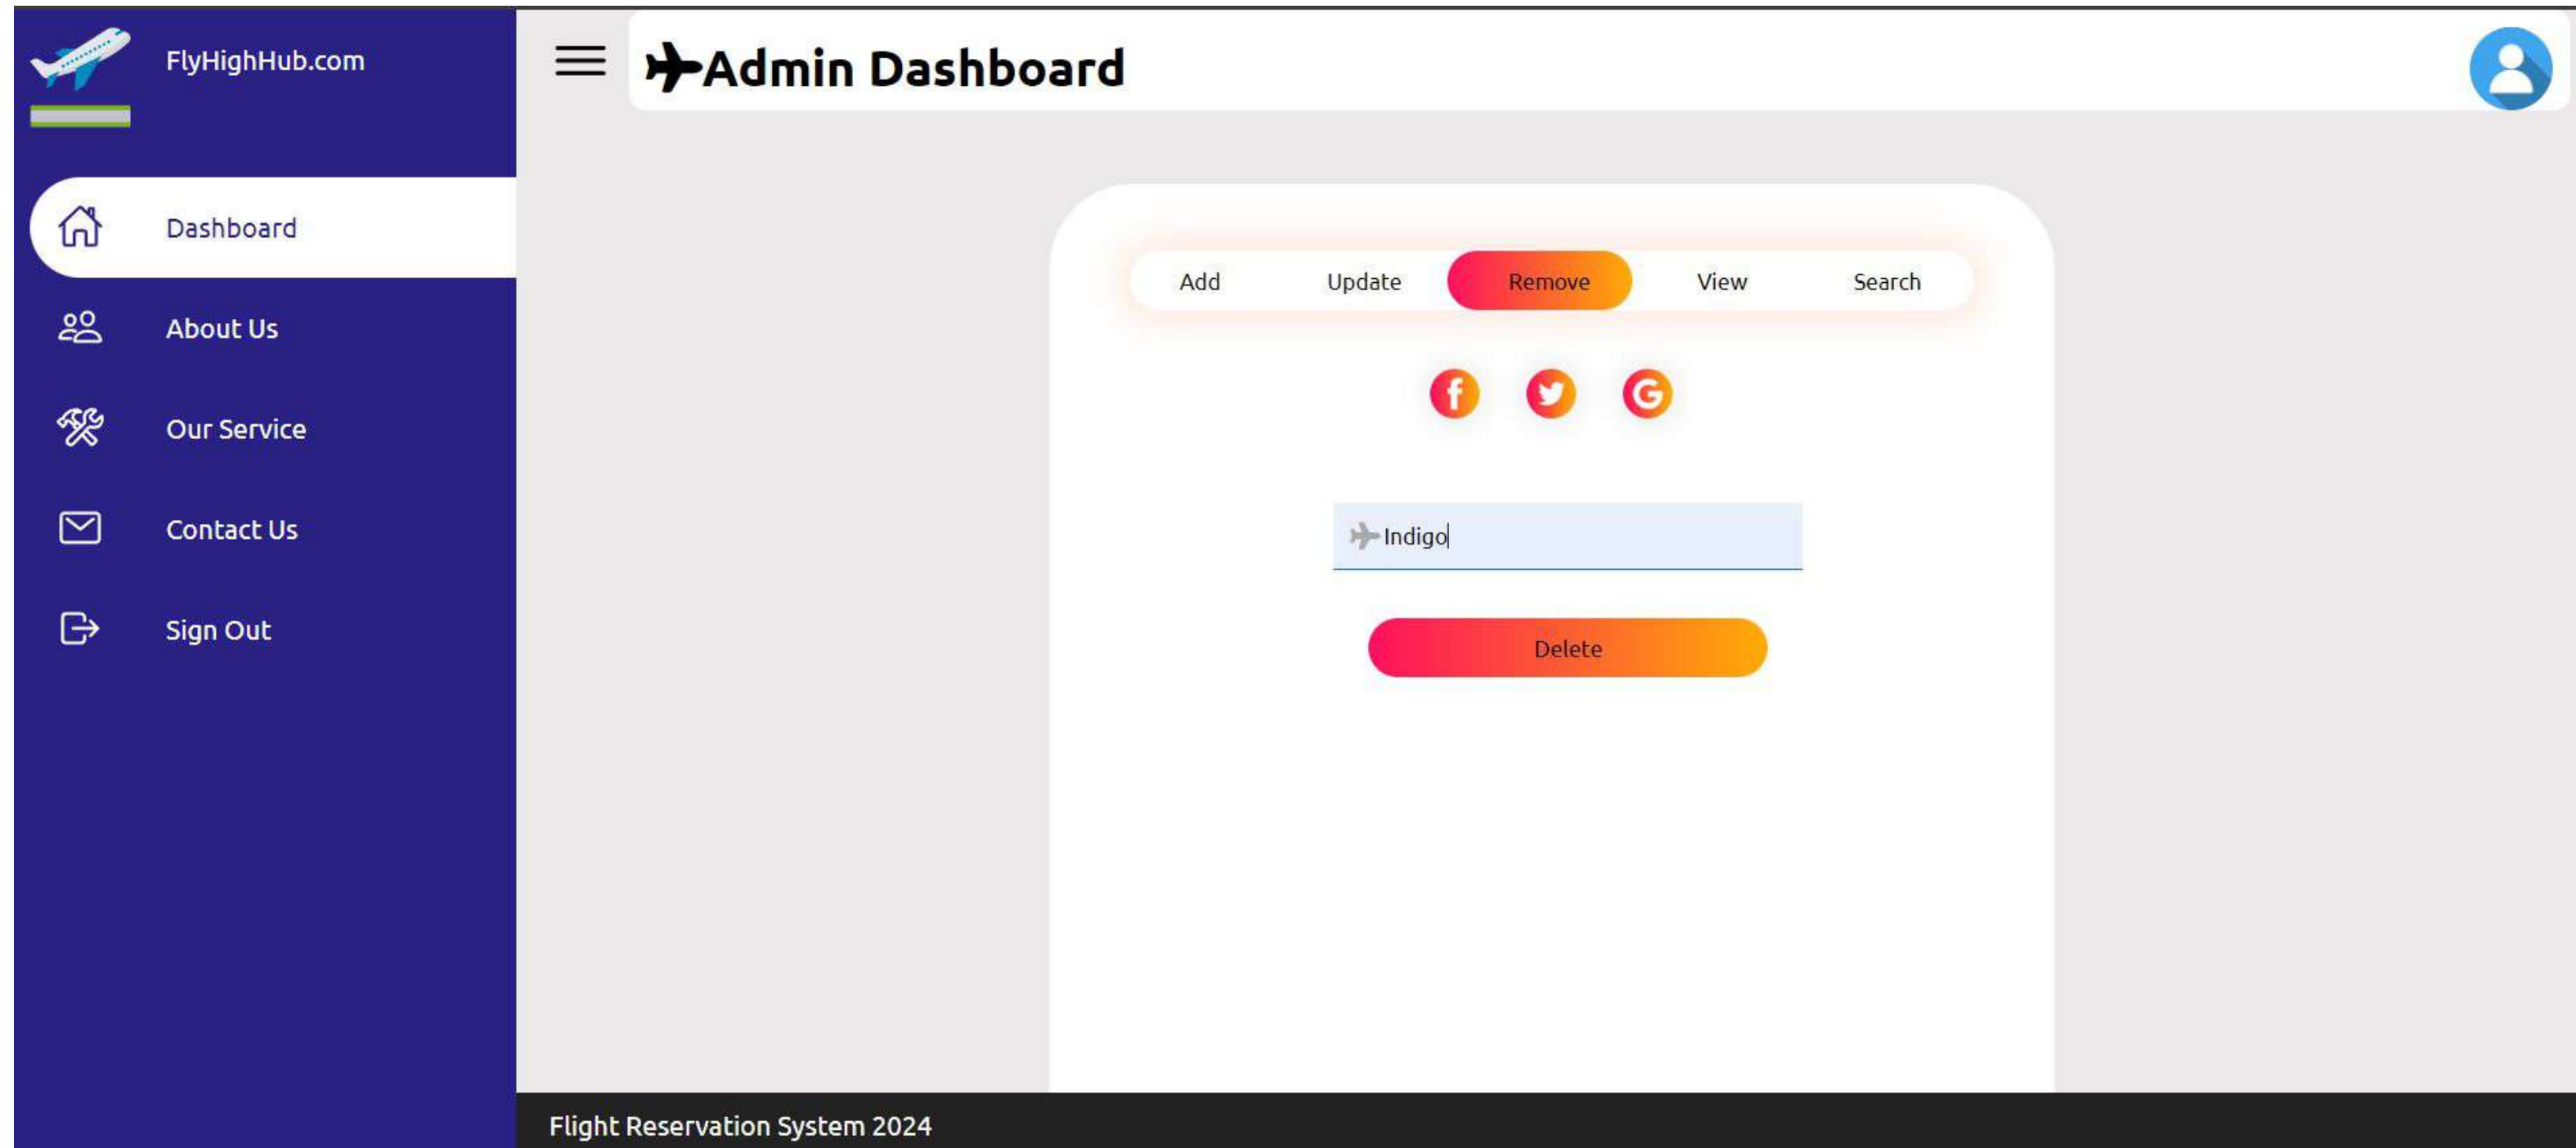 FlyHighHub.com
Admin Dashboard
Dashboard
About Us
Our Service
Contact Us
Sign Out
Add Update Remove View Search
Indigo
Delete
Flight Reservation System 2024